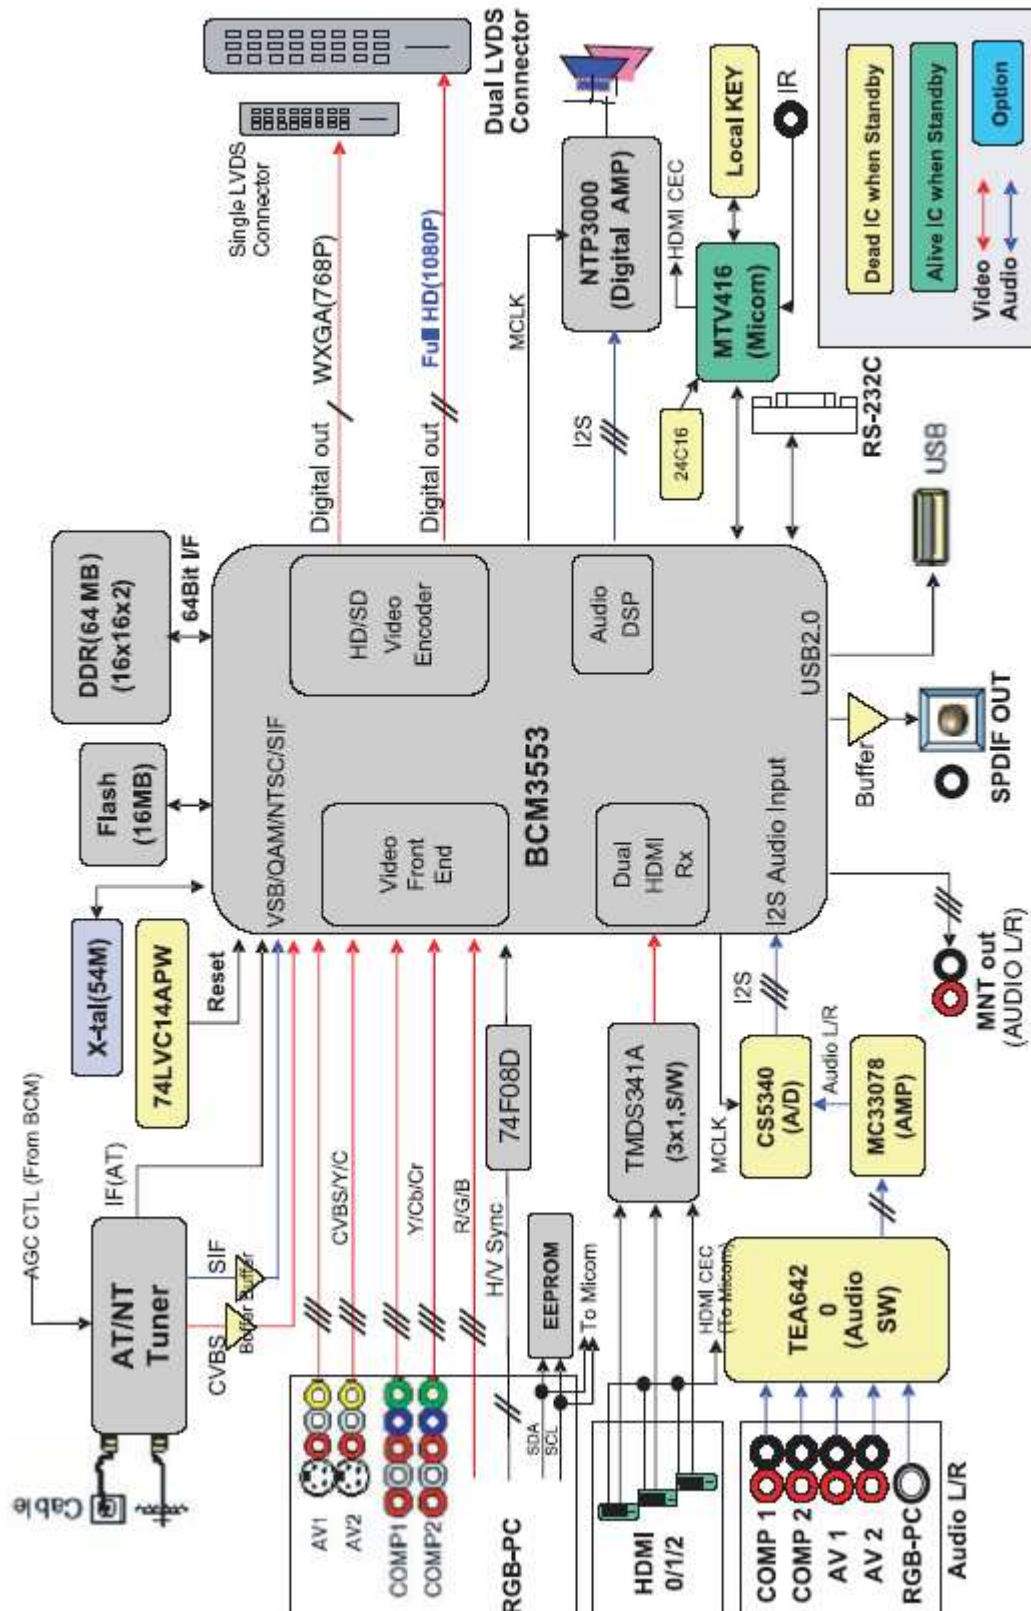 Cable
AT/NT
Tuner
AGC CTL (From BCM)
IF(AT)
CVBS
SIF
Buffer
Buffer
X-tal(54M)
74LVC14APW
Reset
Flash
(16MB)
DDR(64 MB)
(16x16x2)
64Bit I/F
Single LVDS
Connector
Dual LVDS
Connector
AV1
AV2
COMP1
COMP2
RGB-PC
CVBS/Y/C
Y/Cb/Cr
R/G/B
H/V Sync
74F08D
SDA
SCL
EEPROM
To Micom
VSB/QAM/NTSC/SIF
Video
Front
End
HD/SD
Video
Encoder
BCM3553
Dual
HDMI
Rx
Audio
DSP
I2S Audio Input
USB2.0
Digital out
WXGA(768P)
Digital out
Full HD(1080P)
MCLK
I2S
NTP3000
(Digital AMP)
HDMI CEC
MTV416
(Micom)
Local KEY
IR
24C16
RS-232C
USB
HDMI
0/1/2
TMDS341A
(3x1,S/W)
HDMI CEC
(To Micom)
MCLK
CS5340
(A/D)
I2S
Audio L/R
MC33078
(AMP)
TEA642
0
(Audio
SW)
COMP 1
COMP 2
AV 1
AV 2
RGB-PC
Audio L/R
MNT out
(AUDIO L/R)
Buffer
SPDIF OUT
Dead IC when Standby
Alive IC when Standby
Video
Audio
Option